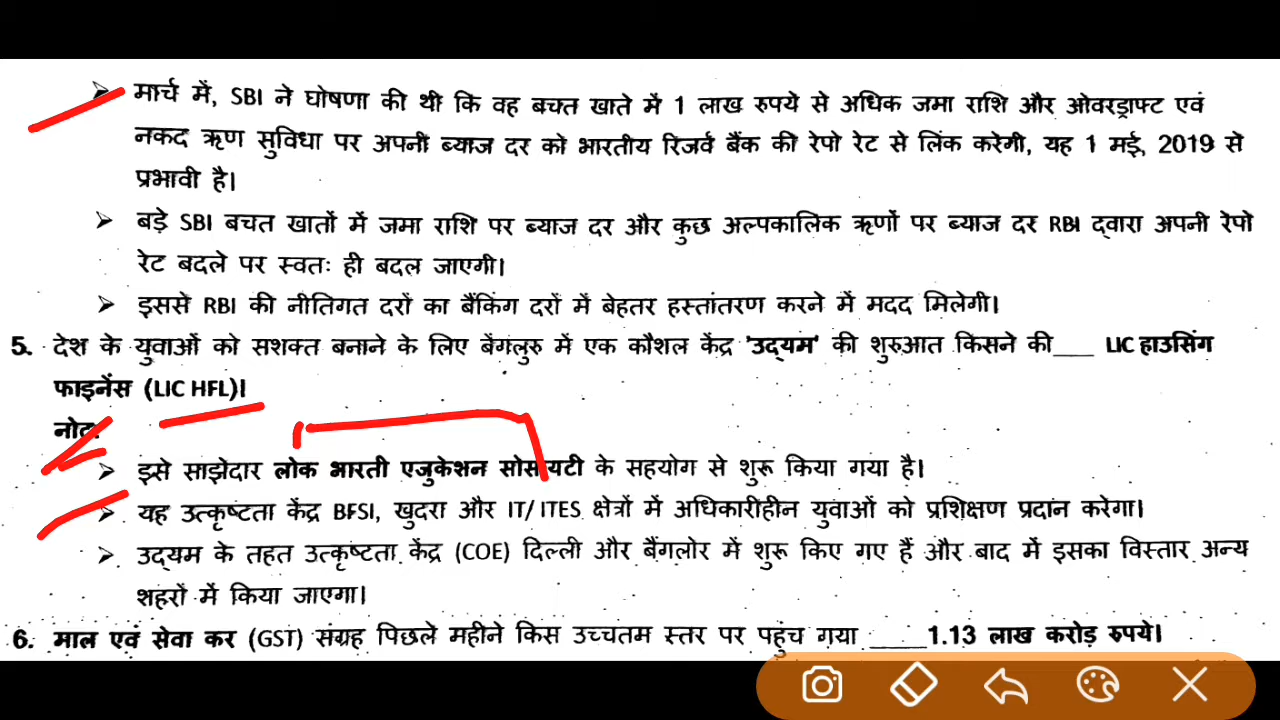 ➢ मार्च में, SBI ने घोषणा की थी कि वह बचत खाते में 1 लाख रुपये से अधिक जमा राशि और ओवरड्राफ्ट एवं
नकद ऋण सुविधा पर अपनी ब्याज दर को भारतीय रिजर्व बैंक की रेपो रेट से लिंक करेगी, यह 1 मई, 2019 से
प्रभावी है।
➢ बड़े SBI बचत खातों में जमा राशि पर ब्याज दर और कुछ अल्पकालिक ऋणों पर ब्याज दर RBI द्वारा अपनी रेपो
रेट बदले पर स्वतः ही बदल जाएगी।
➢ इससे RBI की नीतिगत दरों का बैंकिंग दरों में बेहतर हस्तांतरण करने में मदद मिलेगी।
5. देश के युवाओं को सशक्त बनाने के लिए बेंगलुरु में एक कौशल केंद्र 'उद्यम' की शुरुआत किसने की___ LIC हाउसिंग
फाइनेंस (LIC HFL)।
नोट:
➢ इसे साझेदार लोक भारती एजुकेशन सोसायटी के सहयोग से शुरू किया गया है।
➢ यह उत्कृष्टता केंद्र BFSI, खुदरा और IT/ ITES क्षेत्रों में अधिकारीहीन युवाओं को प्रशिक्षण प्रदान करेंगा।
➢ उद्यम के तहत उत्कृष्टता केंद्र (COE) दिल्ली और बैंगलोर में शुरू किए गए हैं और बाद में इसका विस्तार अन्य
शहरों में किया जाएगा।
6. माल एवं सेवा कर (GST) संग्रह पिछले महीने किस उच्चतम स्तर पर पहुंच गया ____1.13 लाख करोड़ रुपये।